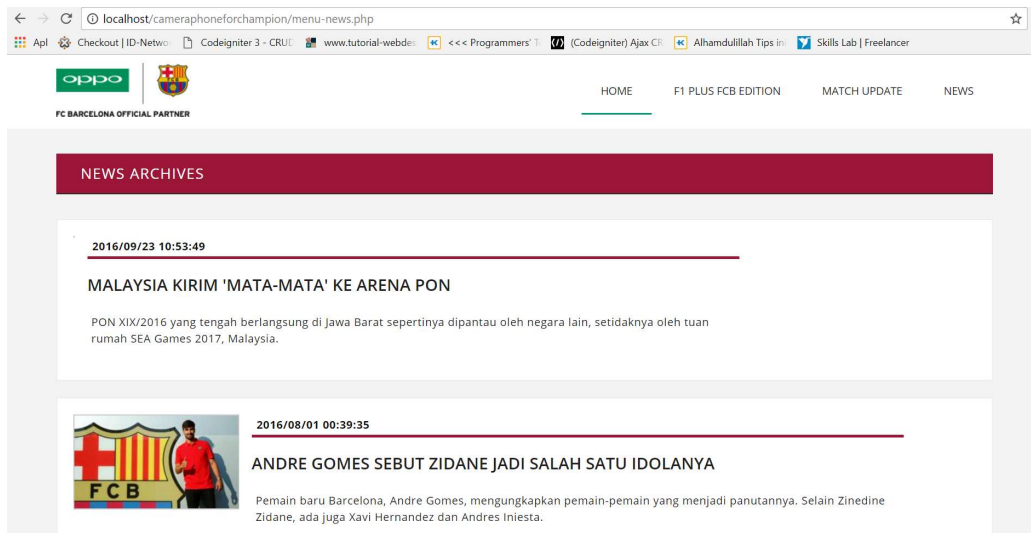 localhost/cameraphoneforchampion/menu-news.php
Apl Checkout | ID-Netwo Codeigniter 3 - CRUD www.tutorial-webdes <<< Programmers' T (Codeigniter) Ajax CR Alhamdulillah Tips in Skills Lab | Freelancer
oppo
FC BARCELONA OFFICIAL PARTNER
HOME F1 PLUS FCB EDITION MATCH UPDATE NEWS
NEWS ARCHIVES
2016/09/23 10:53:49
MALAYSIA KIRIM 'MATA-MATA' KE ARENA PON
PON XIX/2016 yang tengah berlangsung di Jawa Barat sepertinya dipantau oleh negara lain, setidaknya oleh tuan
rumah SEA Games 2017, Malaysia.
2016/08/01 00:39:35
FCB
ANDRE GOMES SEBUT ZIDANE JADI SALAH SATU IDOLANYA
Pemain baru Barcelona, Andre Gomes, mengungkapkan pemain-pemain yang menjadi panutannya. Selain Zinedine
Zidane, ada juga Xavi Hernandez dan Andres Iniesta.